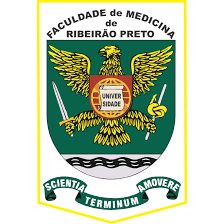 FACULDADE de MEDICINA
de
RIBEIRÃO PRETO
UNIVER
SIDADE
SCIENTIA
TERMINUM
AMOVERE